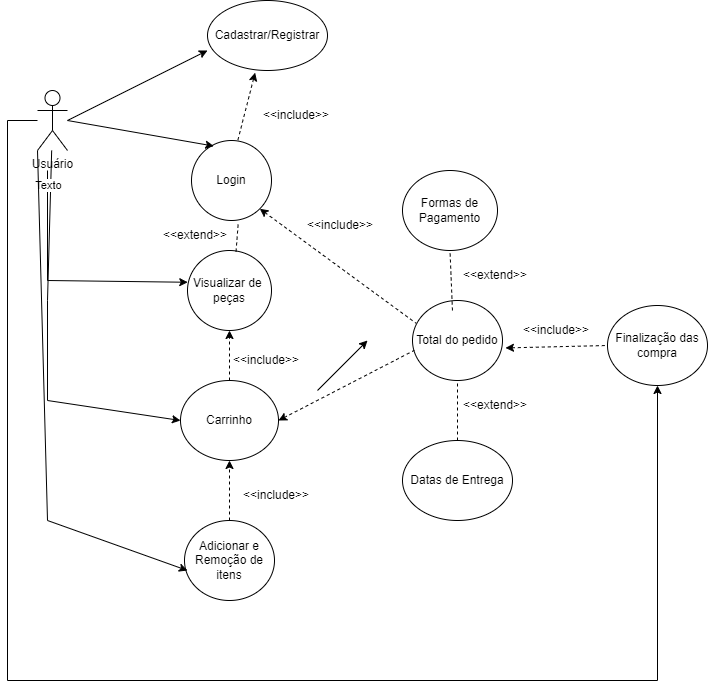 Cadastrar/Registrar
<<include>>
Usuário
Texto
Login
Formas de
Pagamento
<<include>>
<<extend>>
Visualizar de
peças
<<extend>>
Total do pedido
<<include>>
Finalização das
compra
<<include>>
Carrinho
<<extend>>
Datas de Entrega
<<include>>
Adicionar e
Remoção de
itens